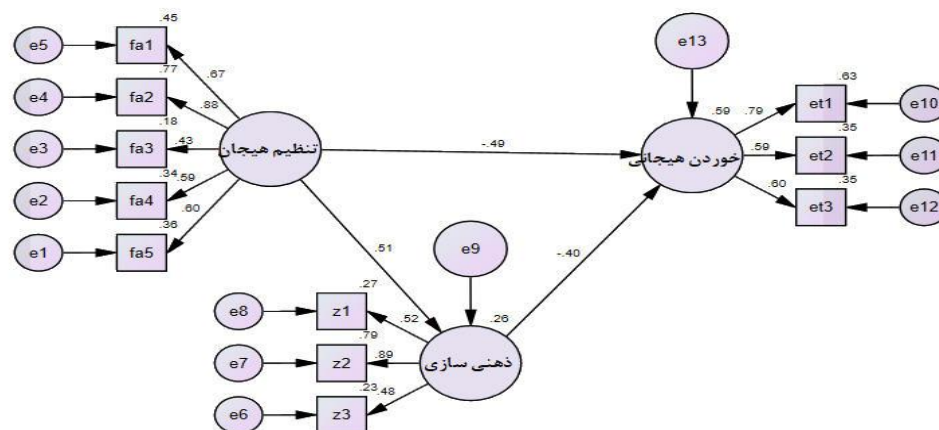 e5 fa1 .45
.67
e4 fa2 .77
.88
e3 fa3 .18
.43
e2 fa4 .34
.59
e1 fa5 .36
.60
تنظیم هیجان
-.49
e13
.59
خوردن هیجانی
.79
et1 .63 e10
.59
et2 .35 e11
.60
et3 .35 e12
.51
-.40
e9
.26
ذهنی سازی
e8 z1 .27
.52
e7 z2 .79
.89
e6 z3 .23
.48